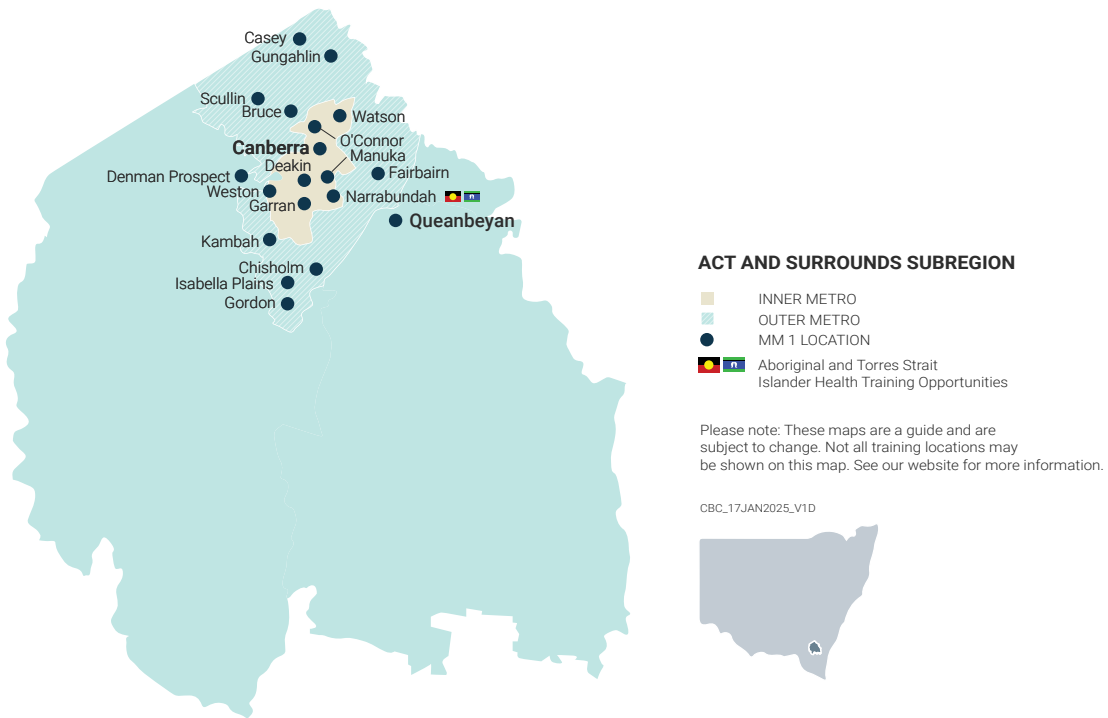 Casey
Gungahlin
Scullin
Bruce
Watson
O'Connor
Canberra
Manuka
Deakin
Fairbairn
Denman Prospect
Weston
Narrabundah
Garran
Queanbeyan
Kambah
Chisholm
Isabella Plains
Gordon
ACT AND SURROUNDS SUBREGION
INNER METRO
OUTER METRO
MM 1 LOCATION
Aboriginal and Torres Strait
Islander Health Training Opportunities
Please note: These maps are a guide and are
subject to change. Not all training locations may
be shown on this map. See our website for more information.
CBC_17JAN2025_V1D